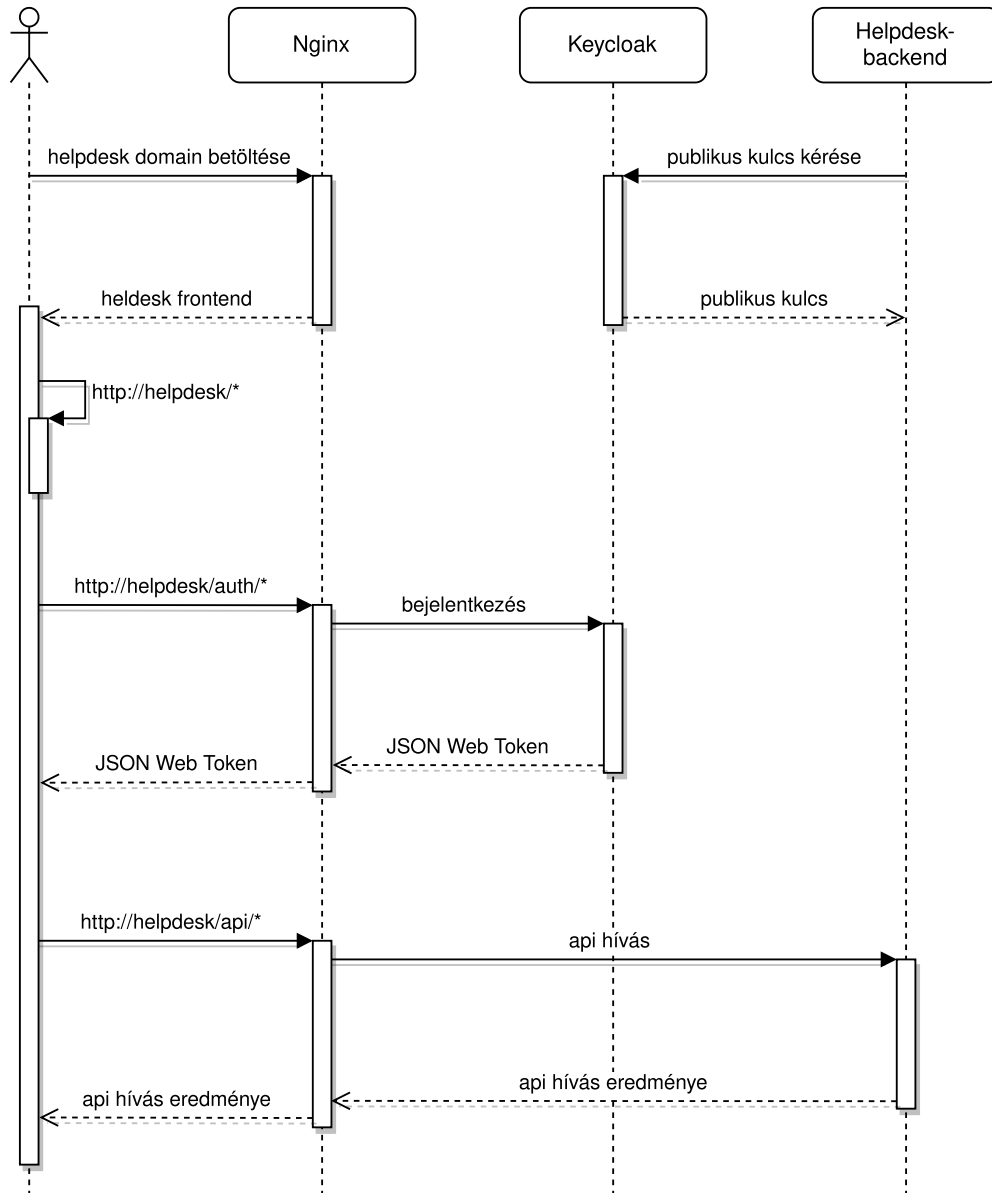 Nginx
Keycloak
Helpdesk-
backend
helpdesk domain betöltése
publikus kulcs kérése
heldesk frontend
publikus kulcs
http://helpdesk/*
http://helpdesk/auth/*
bejelentkezés
JSON Web Token
JSON Web Token
http://helpdesk/api/*
api hívás
api hívás eredménye
api hívás eredménye